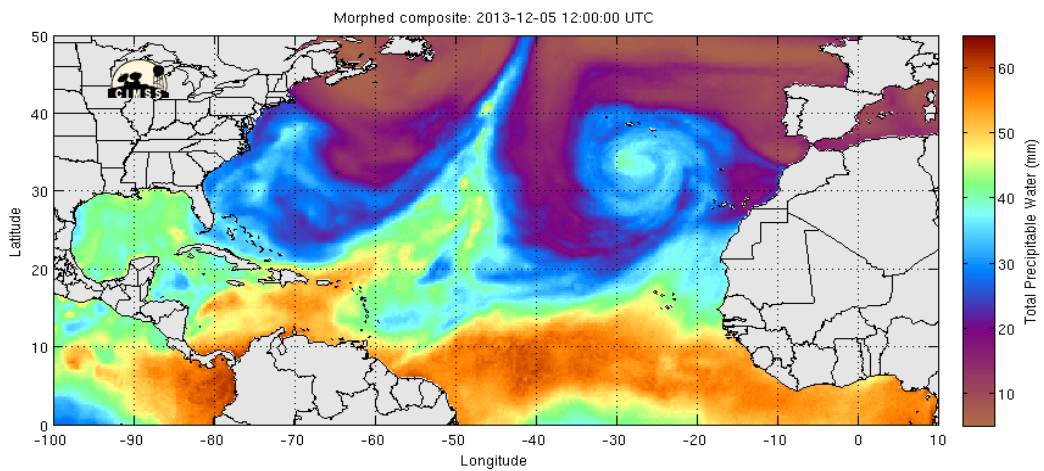 Morphed composite: 2013-12-05 12:00:00 UTC
50
40
30
20
10
0
Latitude
CIMSS
-100 -90 -80 -70 -60 -50 -40 -30 -20 -10 0 10
Longitude
60
50
40
30
20
10
Total Precipitable Water (mm)